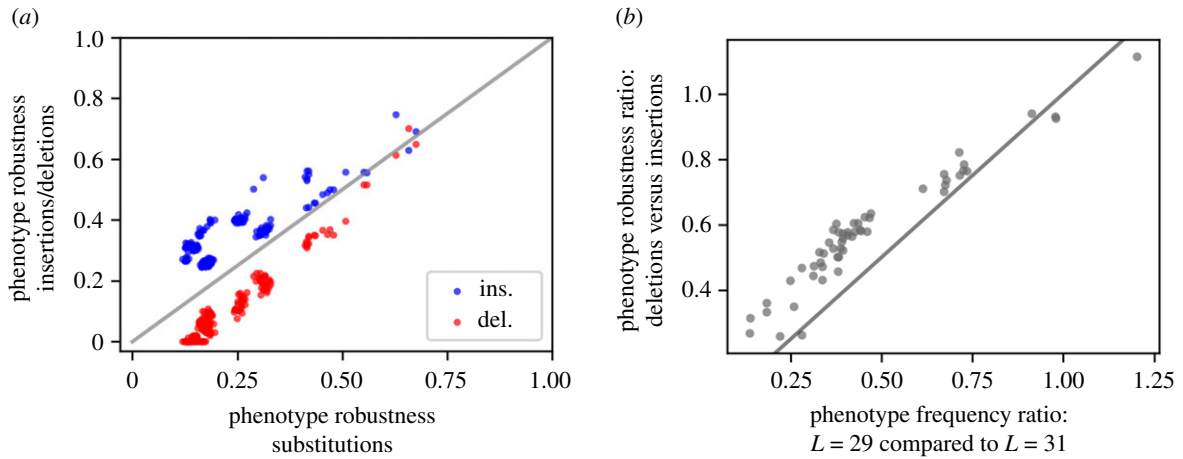 (a)
phenotype robustness
insertions/deletions
1.0
0.8
0.6
0.4
0.2
0
0
0.25
0.50
0.75
1.00
ins.
del.
phenotype robustness
substitutions
(b)
phenotype robustness ratio:
deletions versus insertions
1.0
0.8
0.6
0.4
0.25
0.50
0.75
1.00
1.25
phenotype frequency ratio:
L = 29 compared to L = 31